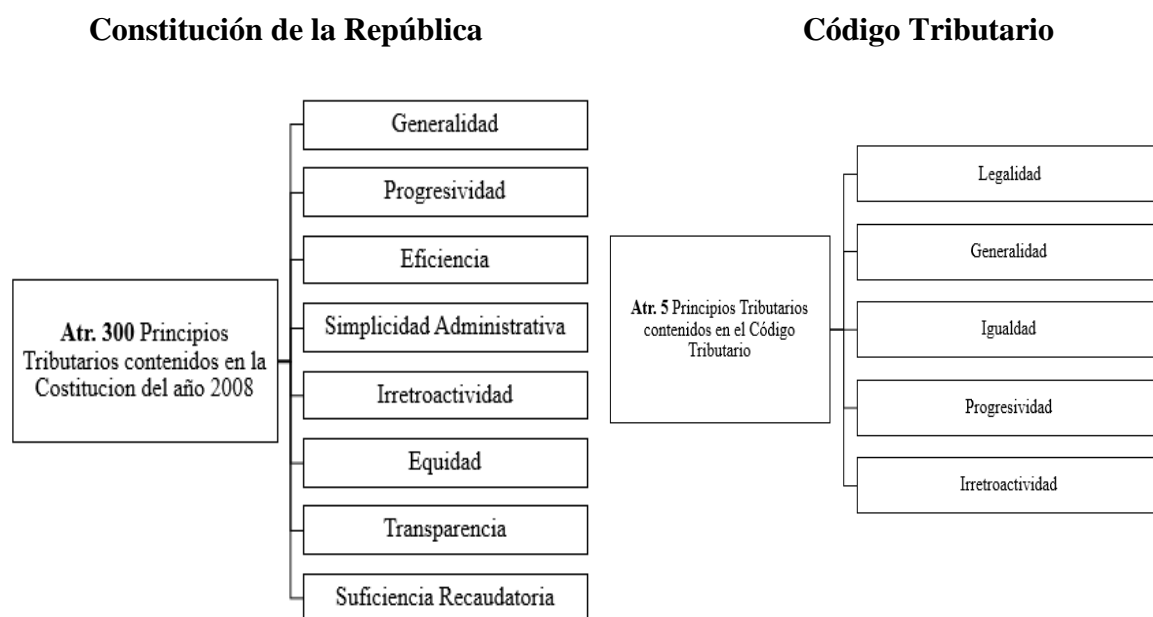 Constitución de la República
Código Tributario
Atr. 300 Principios
Tributarios contenidos en la
Costitucion del año 2008
Generalidad
Progresividad
Eficiencia
Simplicidad Administrativa
Irretroactividad
Equidad
Transparencia
Suficiencia Recaudatoria
Atr. 5 Principios Tributarios
contenidos en el Código
Tributario
Legalidad
Generalidad
Igualdad
Progresividad
Irretroactividad